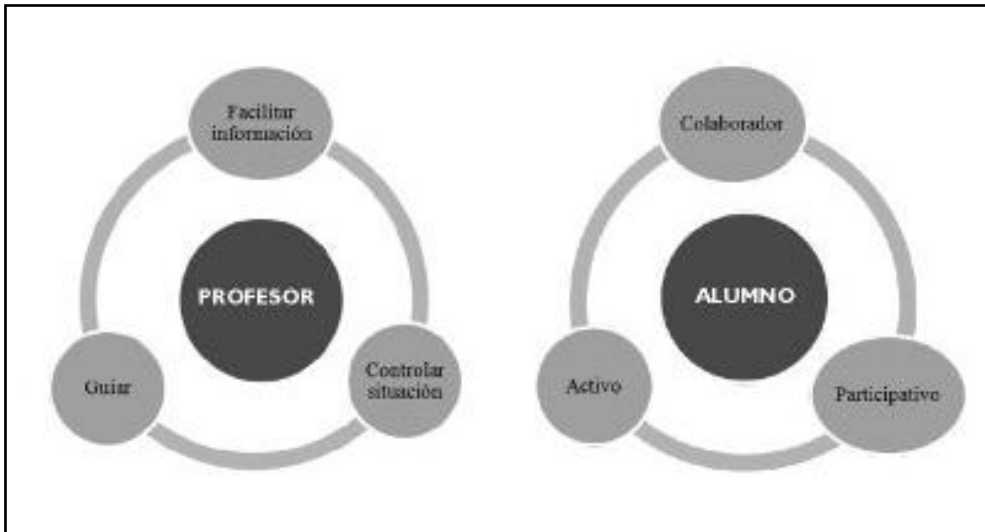 Facilitar
información
PROFESOR
Guiar
Controlar
situación
Colaborador
ALUMNO
Activo
Participativo